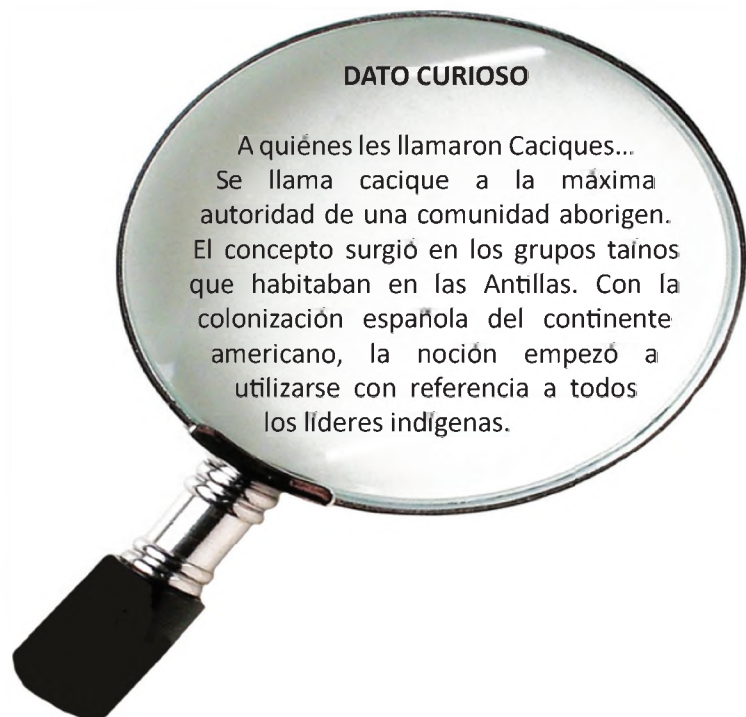 DATO CURIOSO
A quiénes les llamaron Caciques...
Se llama cacique a la máxima
autoridad de una comunidad aborigen.
El concepto surgió en los grupos taínos
que habitaban en las Antillas. Con la
colonización española del continente
americano, la noción empezó a
utilizarse con referencia a todos
los líderes indígenas.